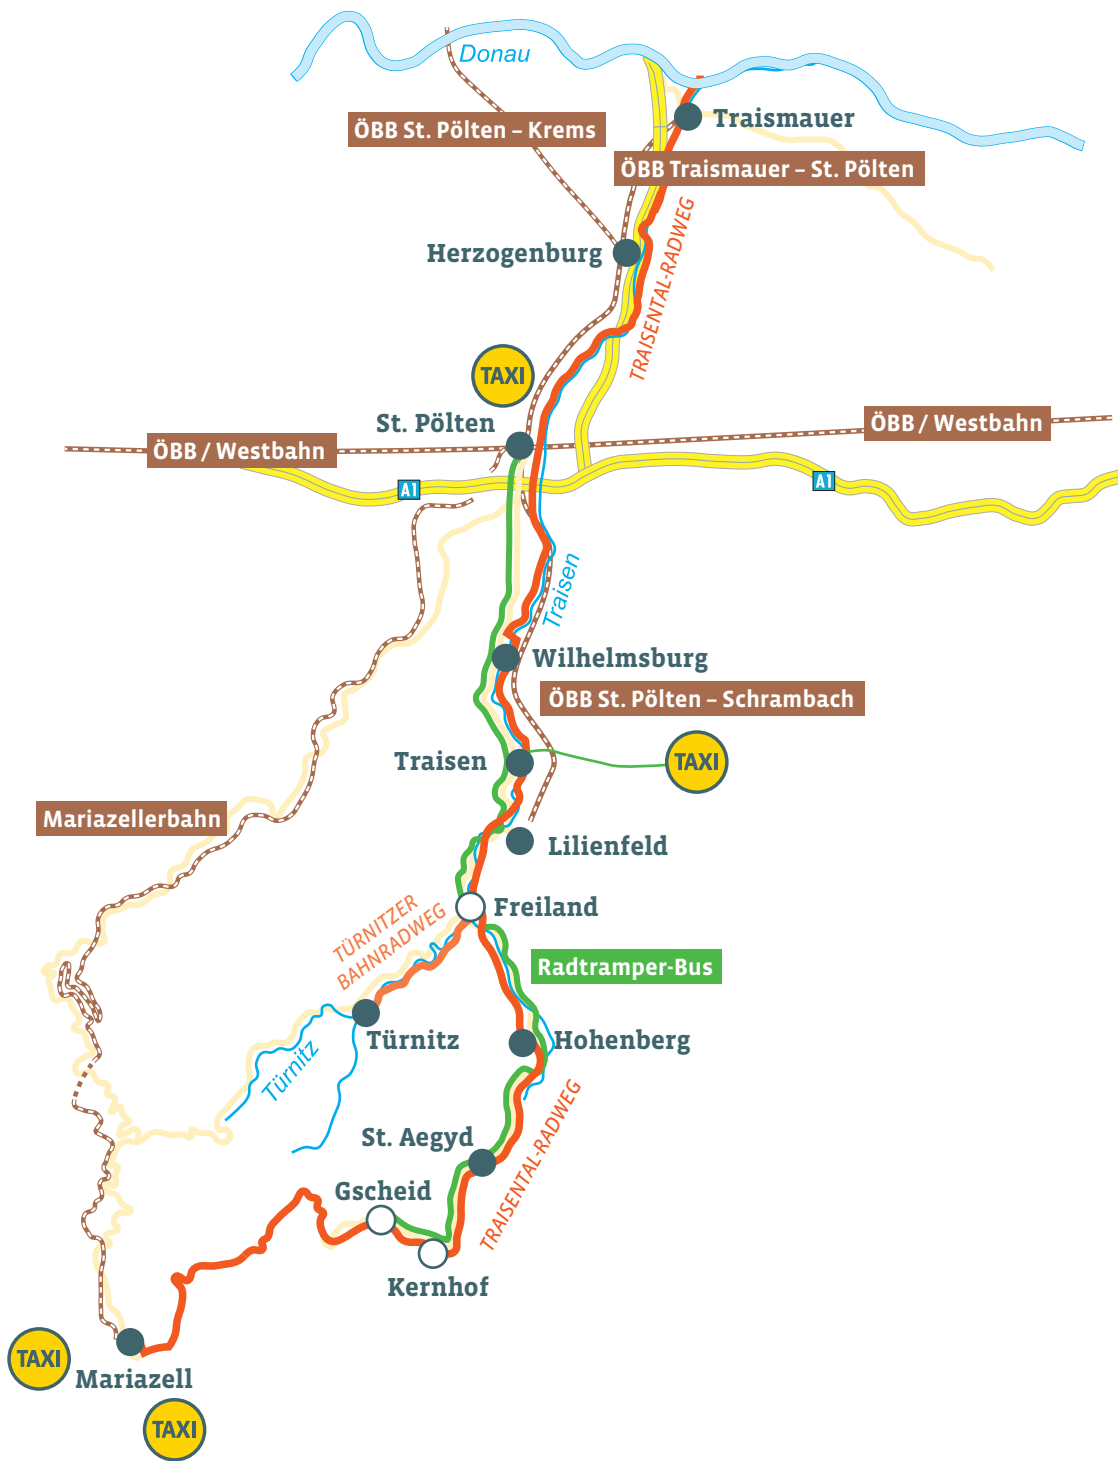 Donau
ÖBB St. Pölten – Krems
Traismauer
ÖBB Traismauer – St. Pölten
Herzogenburg
TRAISENTAL-RADWEG
TAXI
St. Pölten
ÖBB / Westbahn
ÖBB / Westbahn
A1
A1
Traisen
Wilhelmsburg
ÖBB St. Pölten – Schrambach
Traisen
TAXI
Mariazellerbahn
Lilienfeld
Freiland
TÜRNITZER
BAHNRADWEG
Radtramper-Bus
Türnitz
Hohenberg
Türnitz
TRAISENTAL-RADWEG
St. Aegyd
Gscheid
Kernhof
TAXI
Mariazell
TAXI